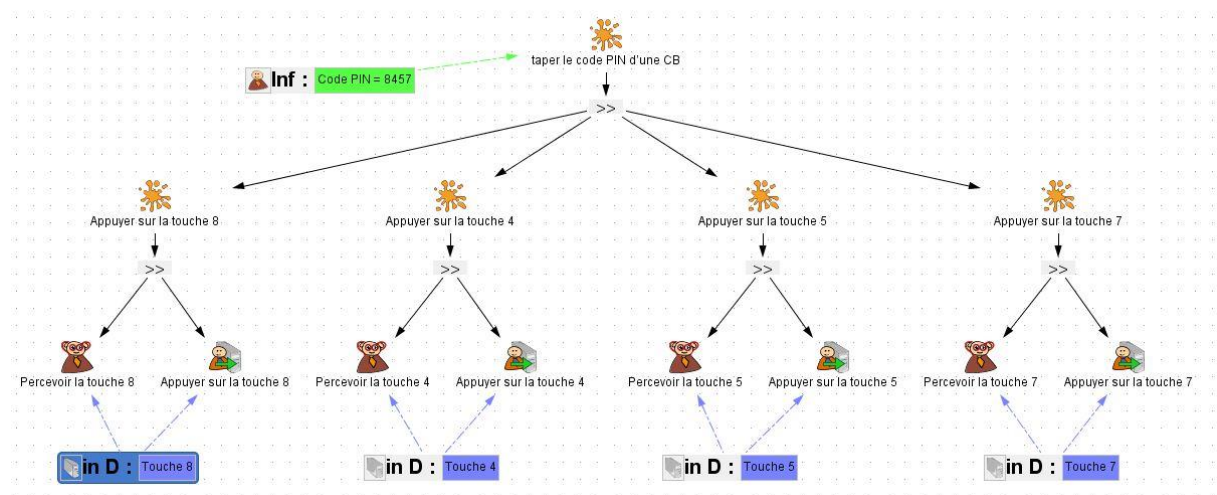 taper le code PIN d'une CB
Inf : Code PIN = 8457
>>
Appuyer sur la touche 8 Appuyer sur la touche 4 Appuyer sur la touche 5 Appuyer sur la touche 7
>> >> >> >>
Percevoir la touche 8 Appuyer sur la touche 8 Percevoir la touche 4 Appuyer sur la touche 4 Percevoir la touche 5 Appuyer sur la touche 5 Percevoir la touche 7 Appuyer sur la touche 7
in D : Touche 8 in D : Touche 4 in D : Touche 5 in D : Touche 7